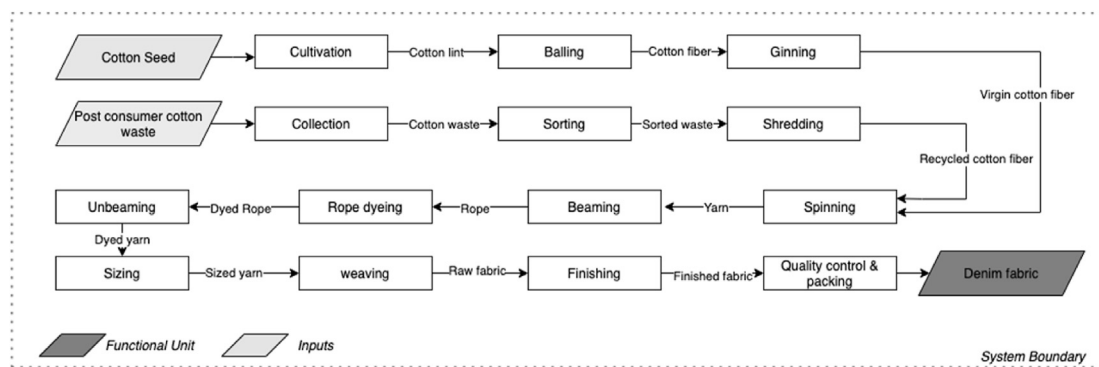 Cotton Seed
Cultivation
Cotton lint
Balling
Cotton fiber
Ginning
Virgin cotton fiber
Post consumer cotton
waste
Collection
Cotton waste
Sorting
Sorted waste
Shredding
Recycled cotton fiber
Unbeaming
Dyed Rope
Rope dyeing
Rope
Beaming
Yarn
Spinning
Dyed yarn
Sizing
Sized yarn
weaving
Raw fabric
Finishing
Finished fabric
Quality control &
packing
Denim fabric
Functional Unit
Inputs
System Boundary